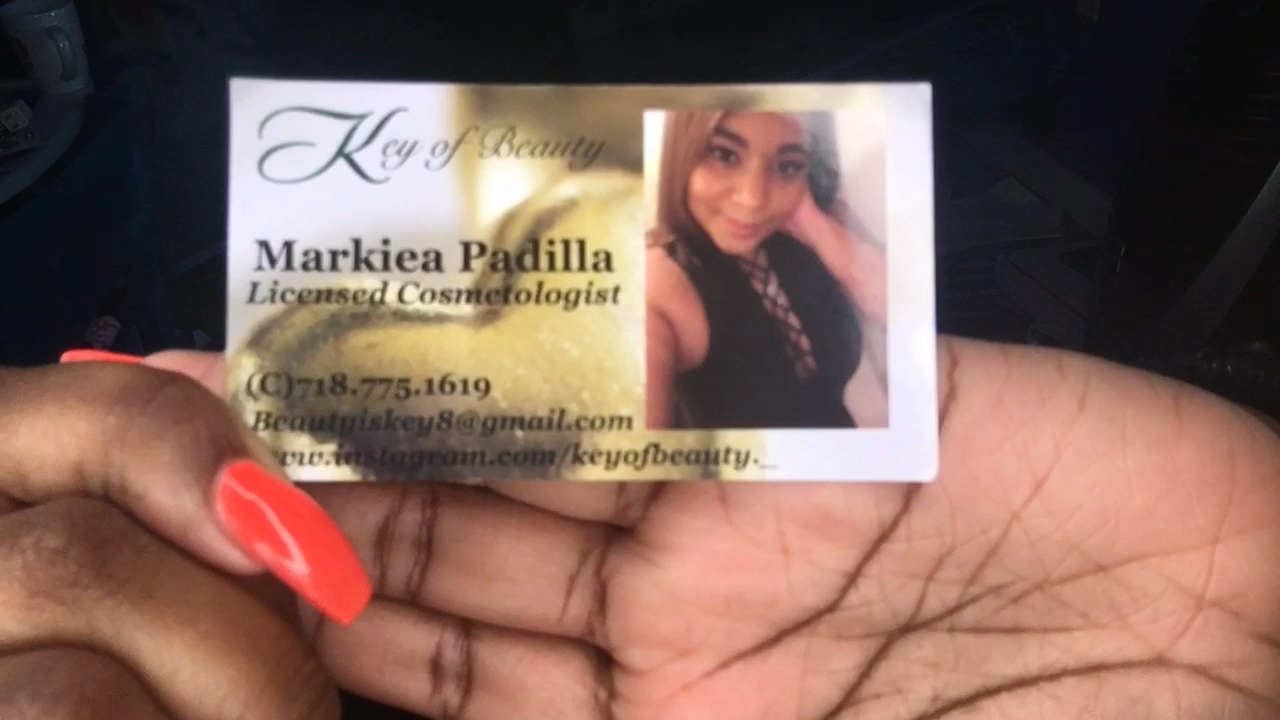 Key of Beauty
Markiea Padilla
Licensed Cosmetologist
(C)718.775.1619
Beautyiskey8@gmail.com
www.instagram.com/keyofbeauty._